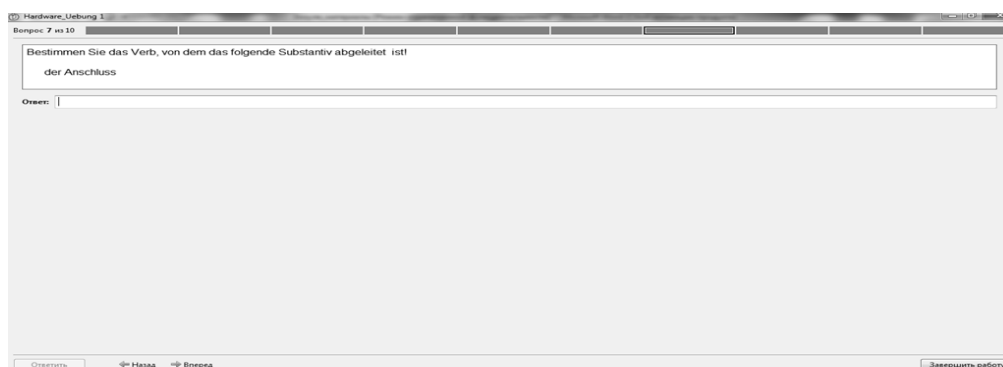 Hardware_Uebung 1
Вопрос 7 из 10
Bestimmen Sie das Verb, von dem das folgende Substantiv abgeleitet ist!
der Anschluss
Ответ:
Ответить Назад Вперед Завершить работу